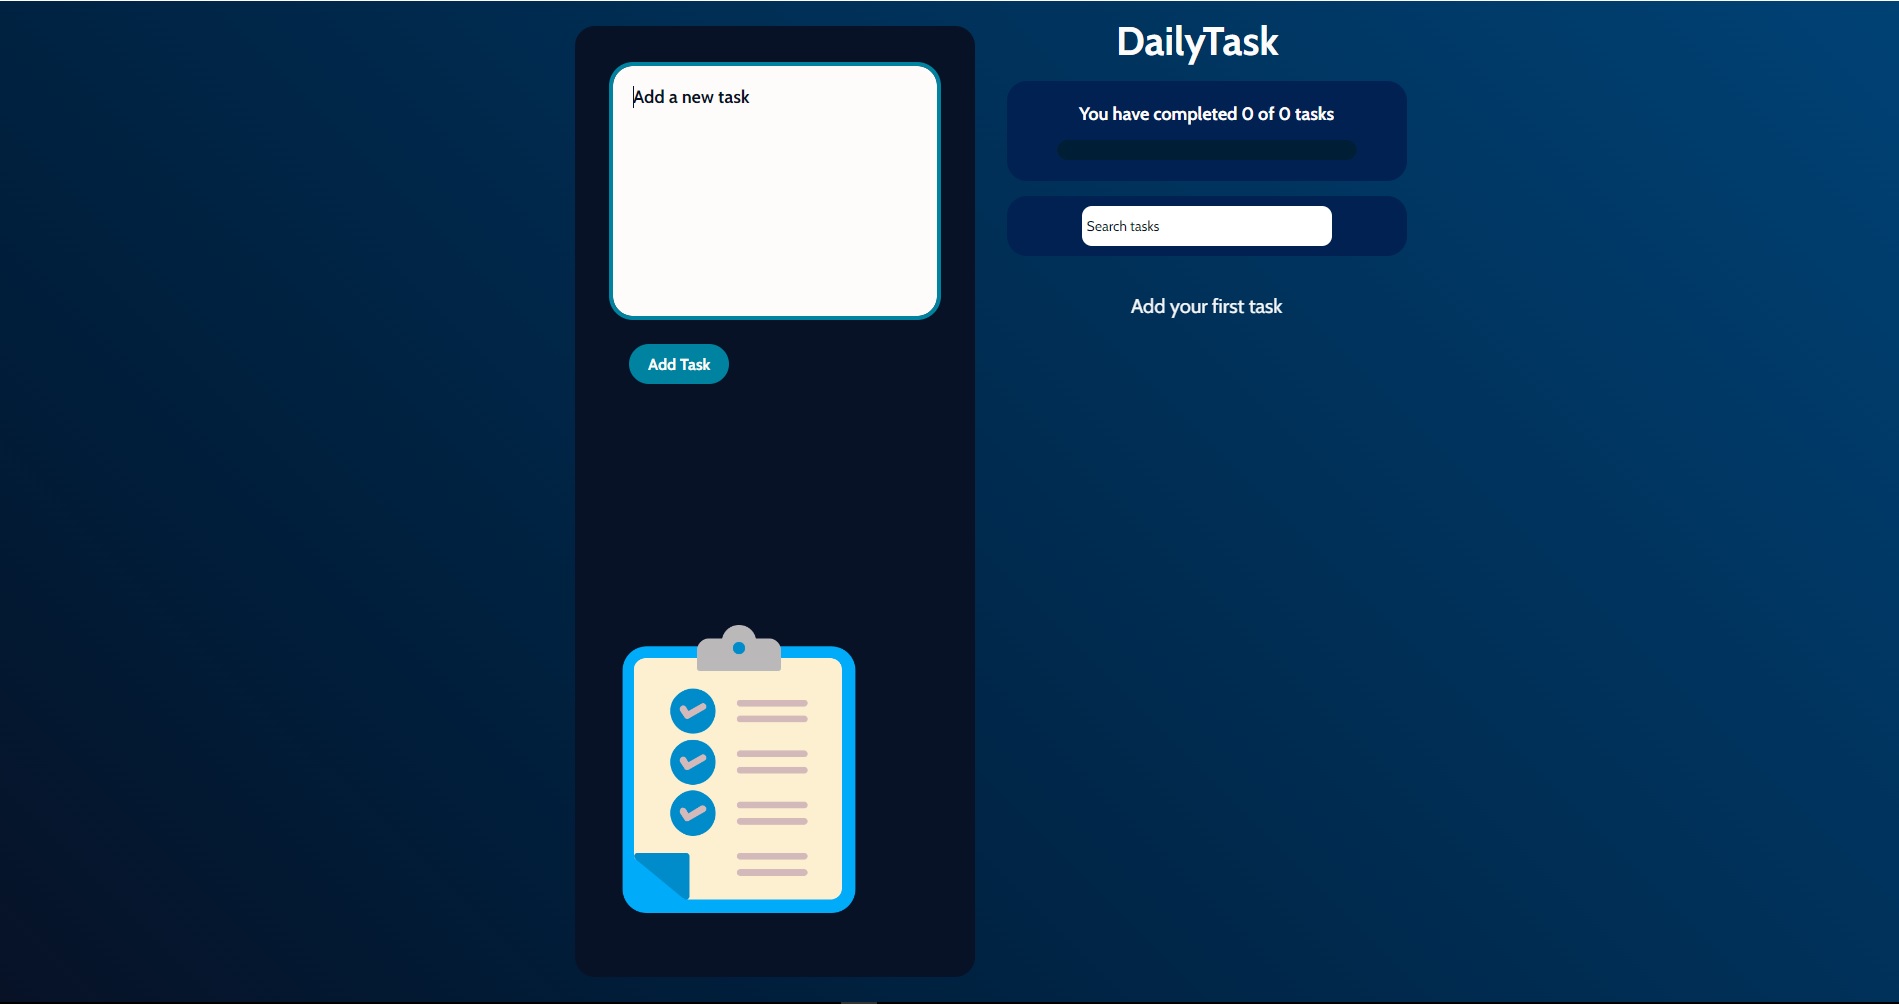 Add a new task
Add Task
DailyTask
You have completed 0 of 0 tasks
Search tasks
Add your first task